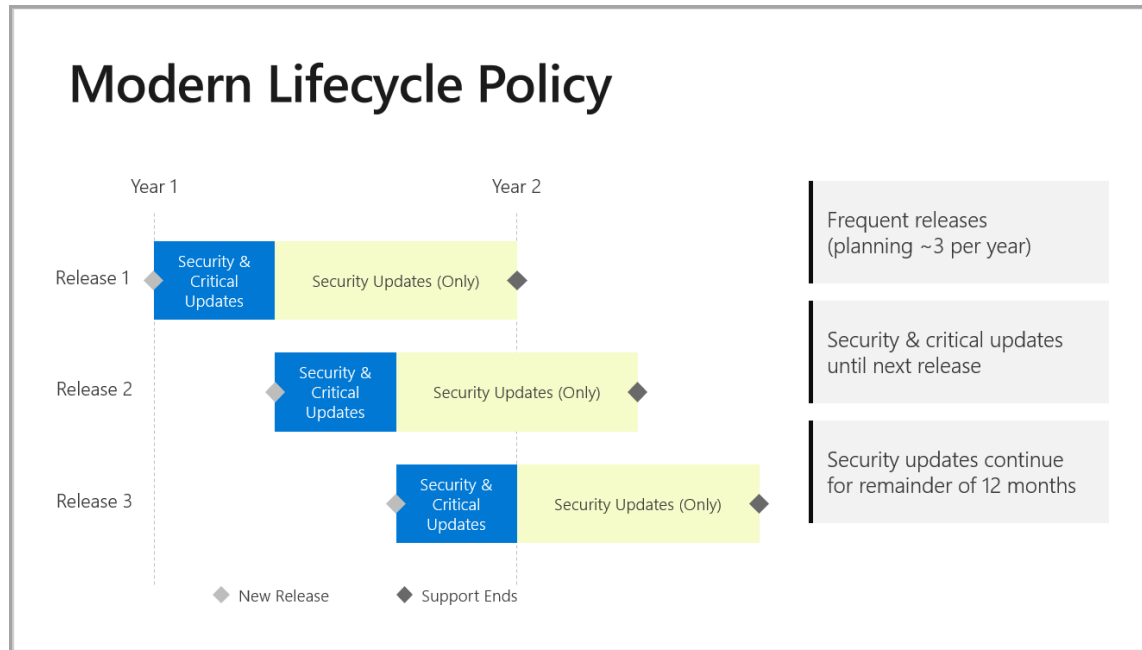 Modern Lifecycle Policy
Year 1
Year 2
Release 1
Security &
Critical
Updates
Security Updates (Only)
Release 2
Security &
Critical
Updates
Security Updates (Only)
Release 3
Security &
Critical
Updates
Security Updates (Only)
New Release
Support Ends
Frequent releases
(planning ~3 per year)
Security & critical updates
until next release
Security updates continue
for remainder of 12 months